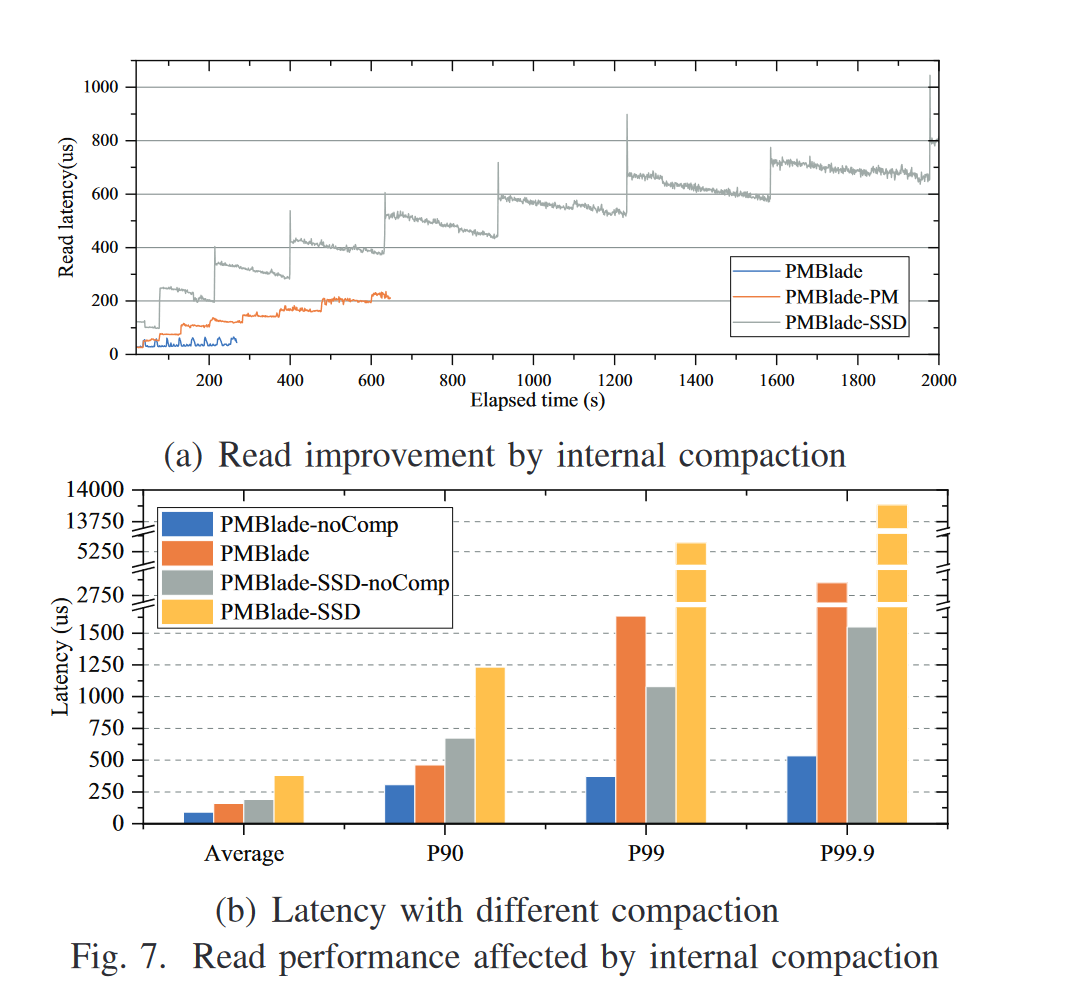 1000
800
600
400
200
0
Read latency(us)
PMBlade
PMBlade-PM
PMBlade-SSD
200 400 600 800 1000 1200 1400 1600 1800 2000
Elapsed time (s)
(a) Read improvement by internal compaction
14000
13750
5250
2750
1500
1250
1000
750
500
250
0
Latency (us)
PMBlade-noComp
PMBlade
PMBlade-SSD-noComp
PMBlade-SSD
Average P90 P99 P99.9
(b) Latency with different compaction
Fig. 7. Read performance affected by internal compaction